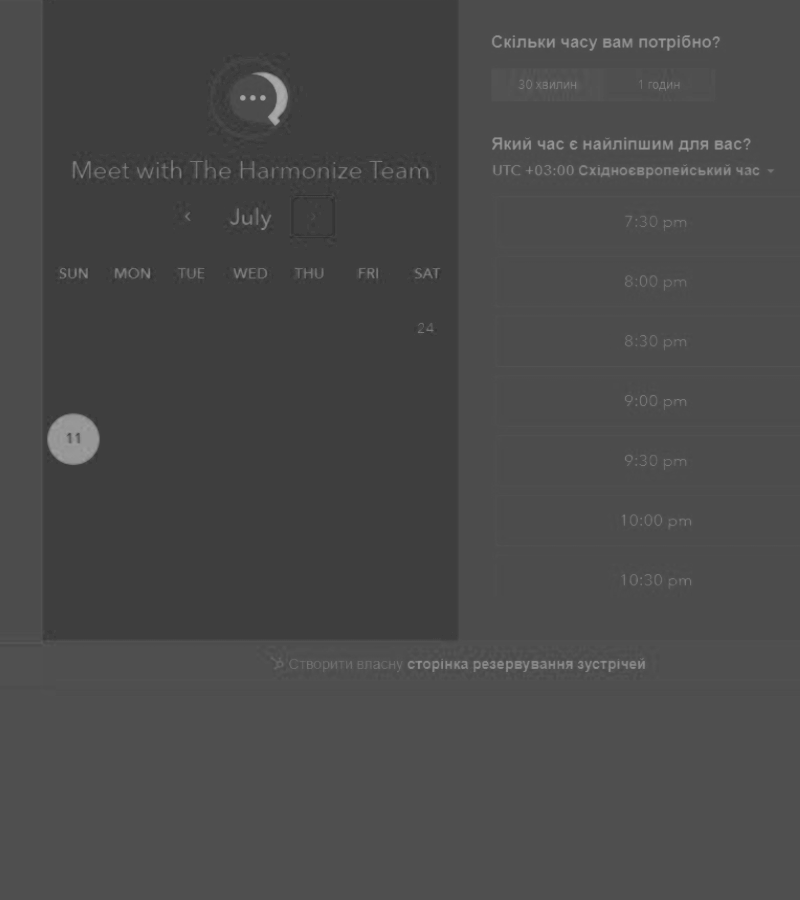 Meet with The Harmonize Team
‹ July ›
SUN MON TUE WED THU FRI SAT
24
11
Скільки часу вам потрібно?
30 хвилин 1 годин
Який час є найліпшим для вас?
UTC +03:00 Східноєвропейський час
7:30 pm
8:00 pm
8:30 pm
9:00 pm
9:30 pm
10:00 pm
10:30 pm
Створити власну сторінка резервування зустрічей